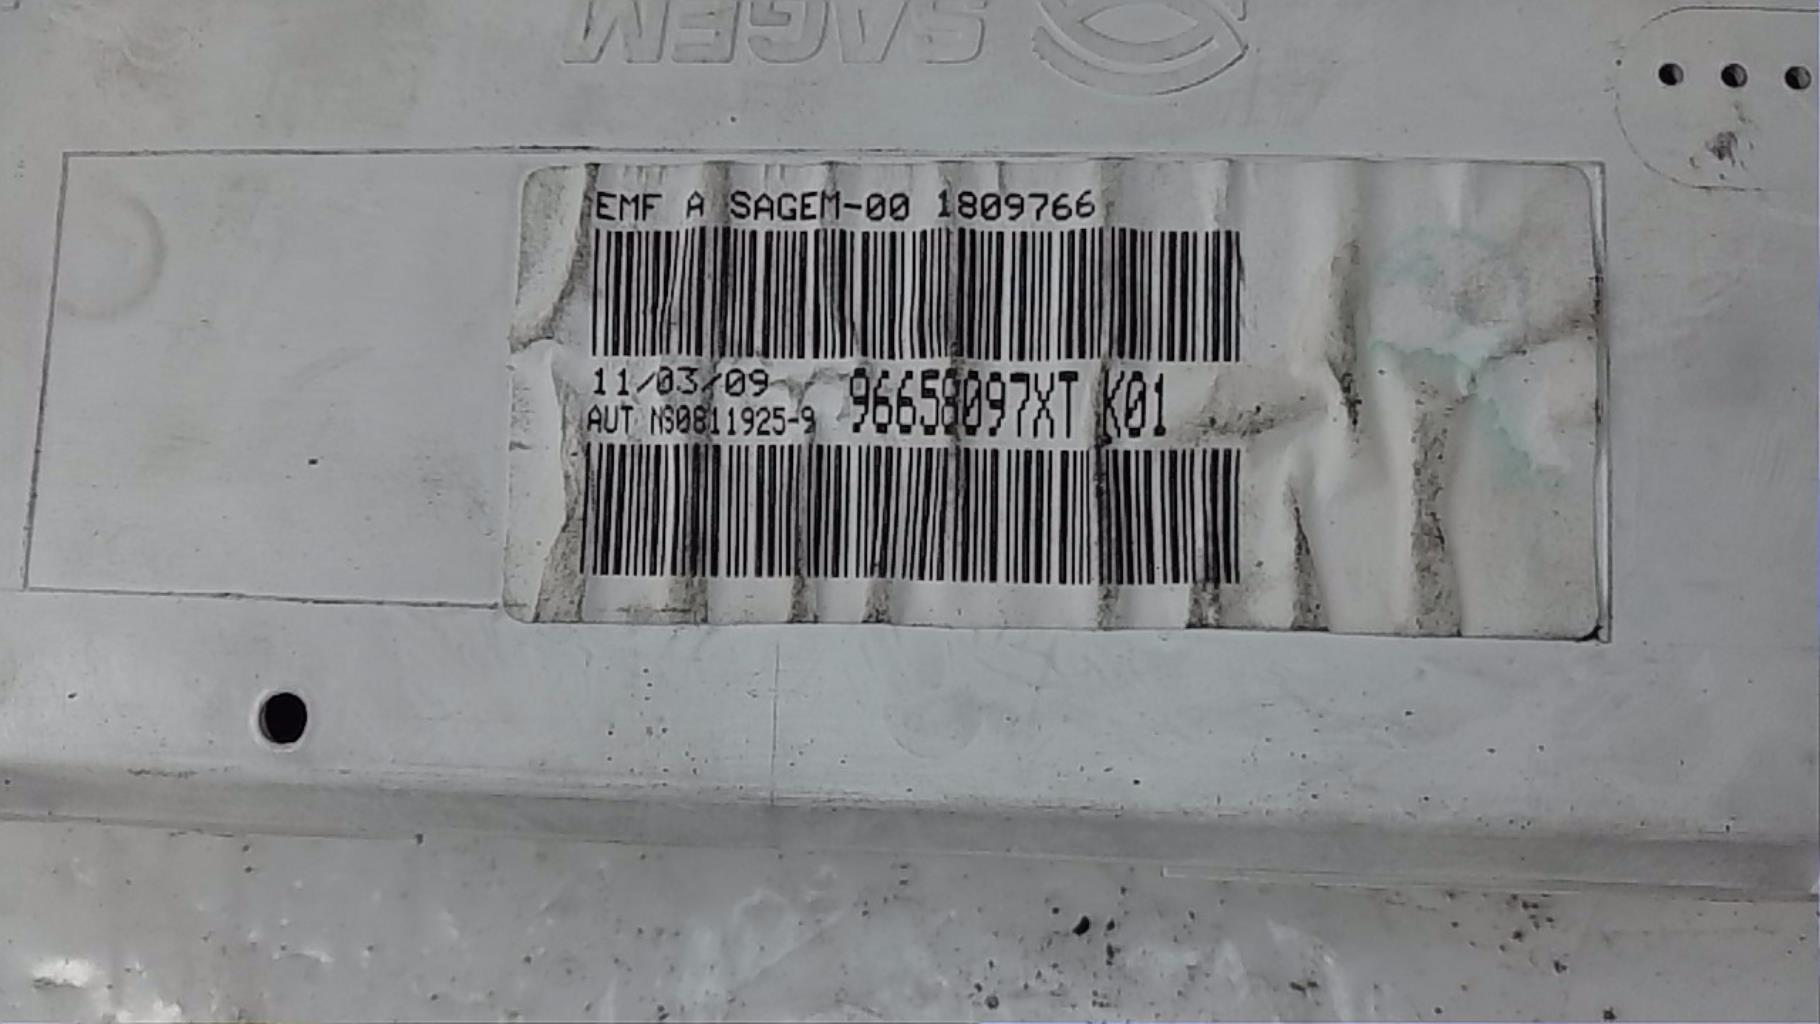 SAGEM
EMF A SAGEM-00 1809766
11/03/09
AUT NS0811925-9 96658097XT K01